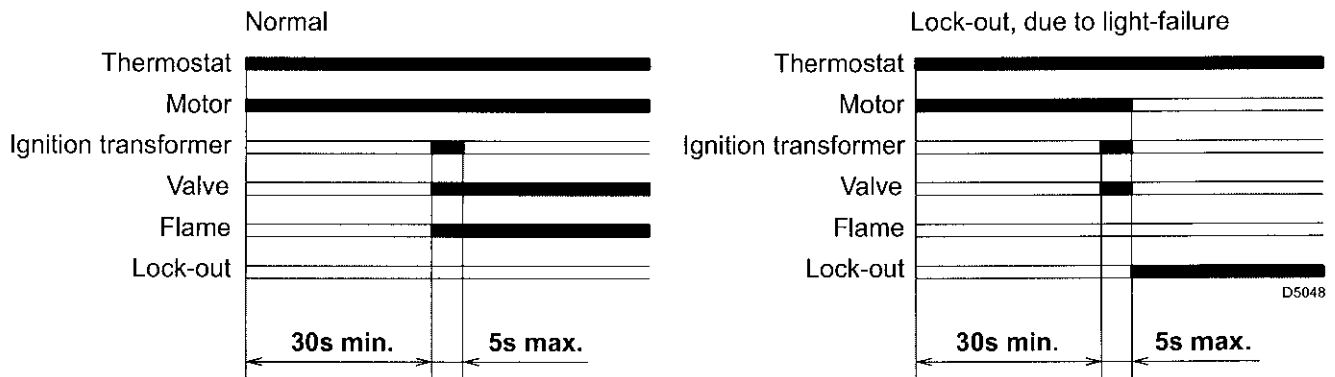 Normal
Thermostat
Motor
Ignition transformer
Valve
Flame
Lock-out
30s min.
5s max.
Lock-out, due to light-failure
Thermostat
Motor
Ignition transformer
Valve
Flame
Lock-out
D5048
30s min.
5s max.